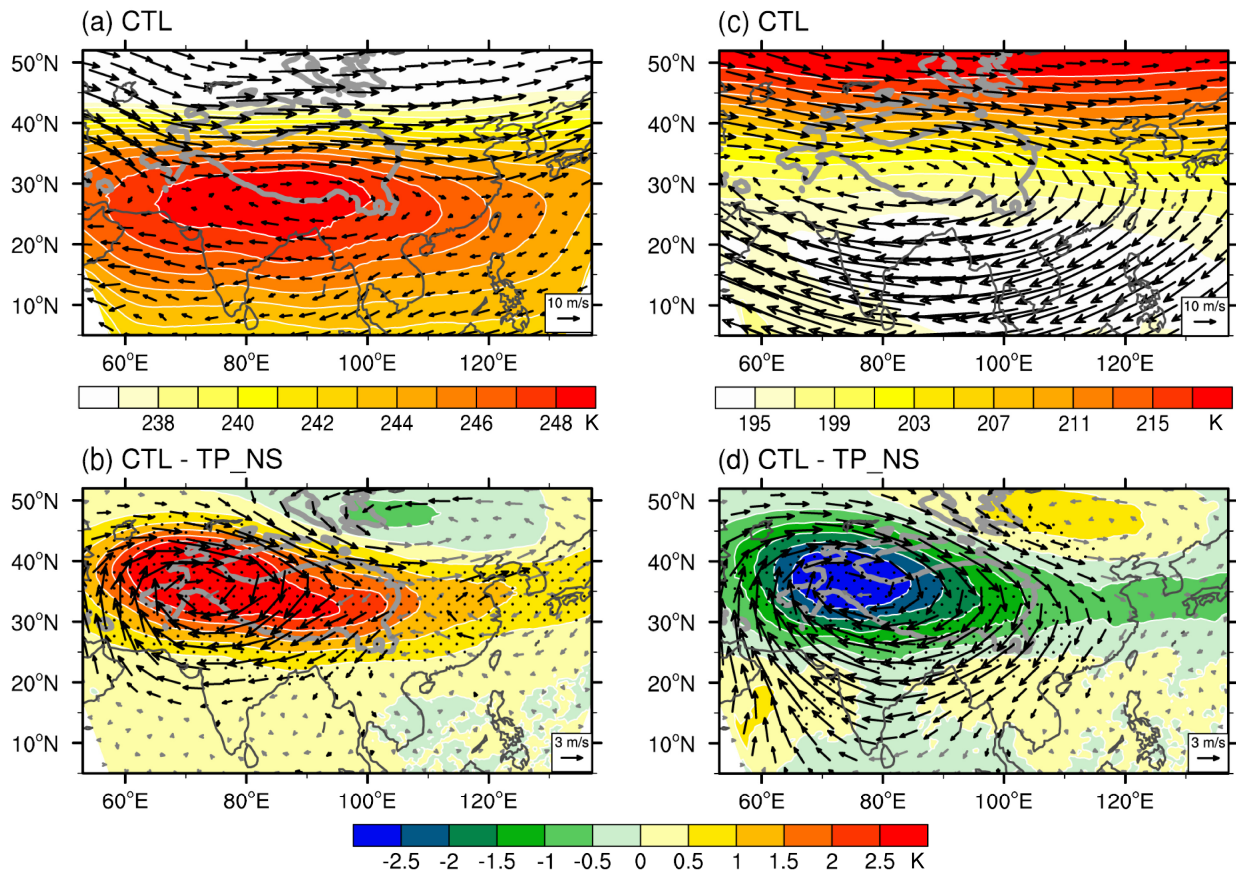 (a) CTL
50°N
40°N
30°N
20°N
10°N
10 m/s
60°E 80°E 100°E 120°E
238 240 242 244 246 248 K
(c) CTL
50°N
40°N
30°N
20°N
10°N
10 m/s
60°E 80°E 100°E 120°E
195 199 203 207 211 215 K
(b) CTL - TP_NS
50°N
40°N
30°N
20°N
10°N
3 m/s
60°E 80°E 100°E 120°E
(d) CTL - TP_NS
50°N
40°N
30°N
20°N
10°N
3 m/s
60°E 80°E 100°E 120°E
-2.5 -2 -1.5 -1 -0.5 0 0.5 1 1.5 2 2.5 K